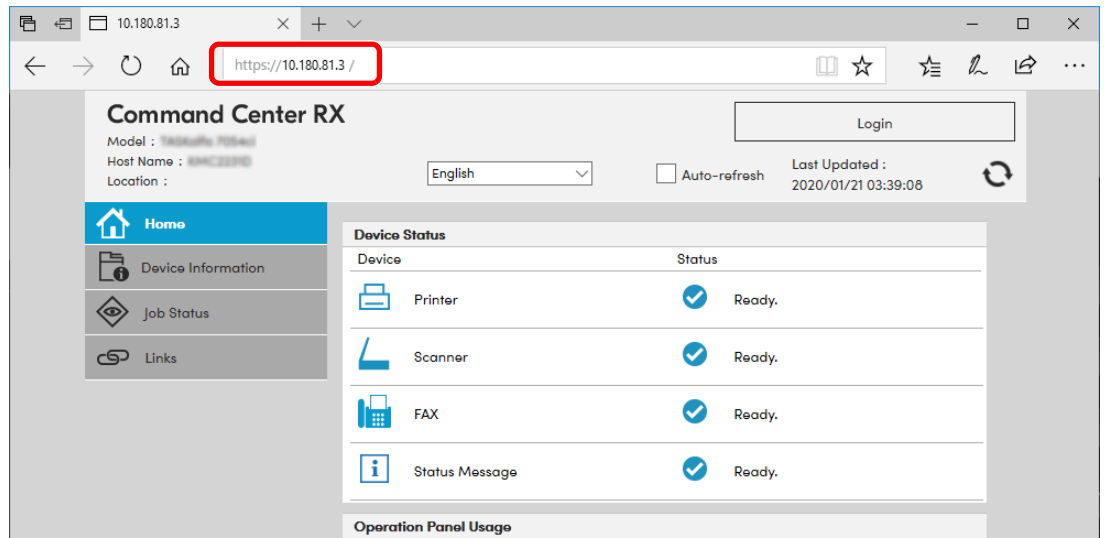 10.180.81.3
https://10.180.81.3 /
Command Center RX
Login
Model :
Host Name :
Location :
English
Auto-refresh
Last Updated :
2020/01/21 03:39:08
Home
Device Information
Job Status
Links
Device Status
Device Status
Printer Ready.
Scanner Ready.
FAX Ready.
Status Message Ready.
Operation Panel Usage